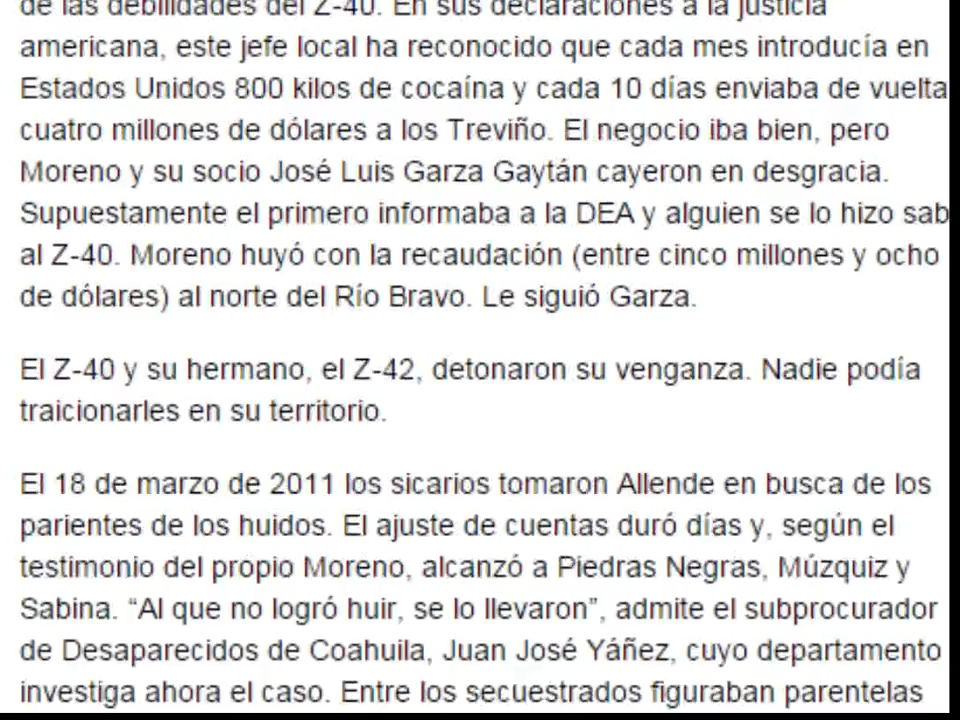 de las debilidades del Z-40. En sus declaraciones a la justicia
americana, este jefe local ha reconocido que cada mes introducía en
Estados Unidos 800 kilos de cocaína y cada 10 días enviaba de vuelta
cuatro millones de dólares a los Treviño. El negocio iba bien, pero
Moreno y su socio José Luis Garza Gaytán cayeron en desgracia.
Supuestamente el primero informaba a la DEA y alguien se lo hizo sab
al Z-40. Moreno huyó con la recaudación (entre cinco millones y ocho
de dólares) al norte del Río Bravo. Le siguió Garza.
El Z-40 y su hermano, el Z-42, detonaron su venganza. Nadie podía
traicionarles en su territorio.
El 18 de marzo de 2011 los sicarios tomaron Allende en busca de los
parientes de los huidos. El ajuste de cuentas duró días y, según el
testimonio del propio Moreno, alcanzó a Piedras Negras, Múzquiz y
Sabina. “Al que no logró huir, se lo llevaron”, admite el subprocurador
de Desaparecidos de Coahuila, Juan José Yáñez, cuyo departamento
investiga ahora el caso. Entre los secuestrados figuraban parentelas